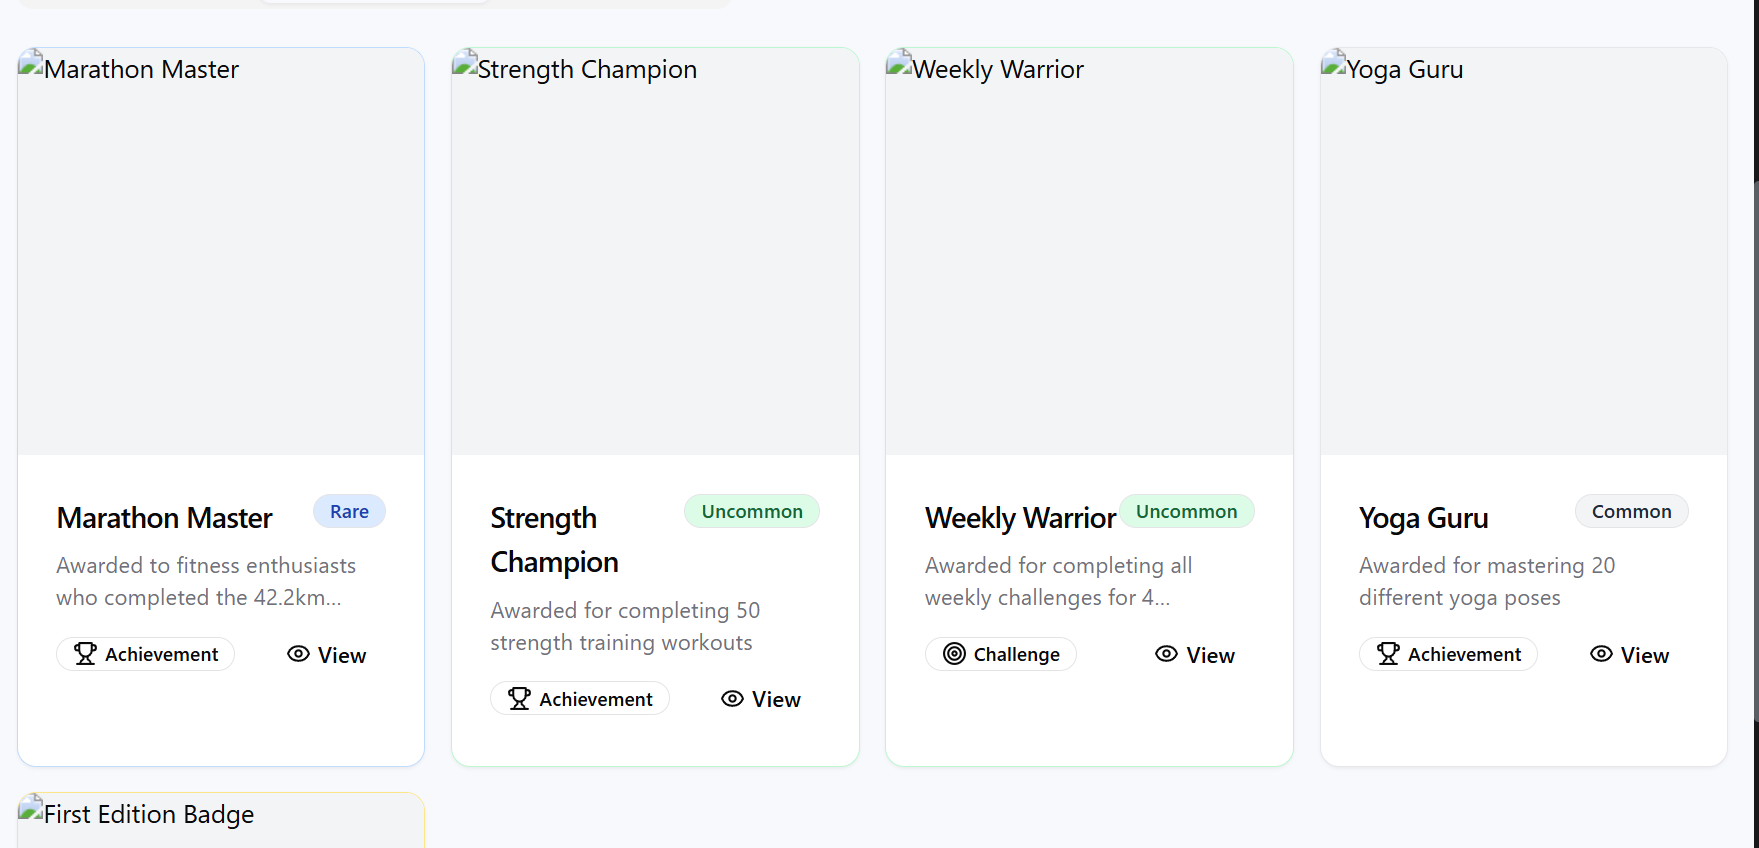 Marathon Master
Strength Champion
Weekly Warrior
Yoga Guru
Marathon Master
Rare
Awarded to fitness enthusiasts
who completed the 42.2km...
Achievement
View
Strength
Champion
Uncommon
Awarded for completing 50
strength training workouts
Achievement
View
Weekly Warrior
Uncommon
Awarded for completing all
weekly challenges for 4...
Challenge
View
Yoga Guru
Common
Awarded for mastering 20
different yoga poses
Achievement
View
First Edition Badge